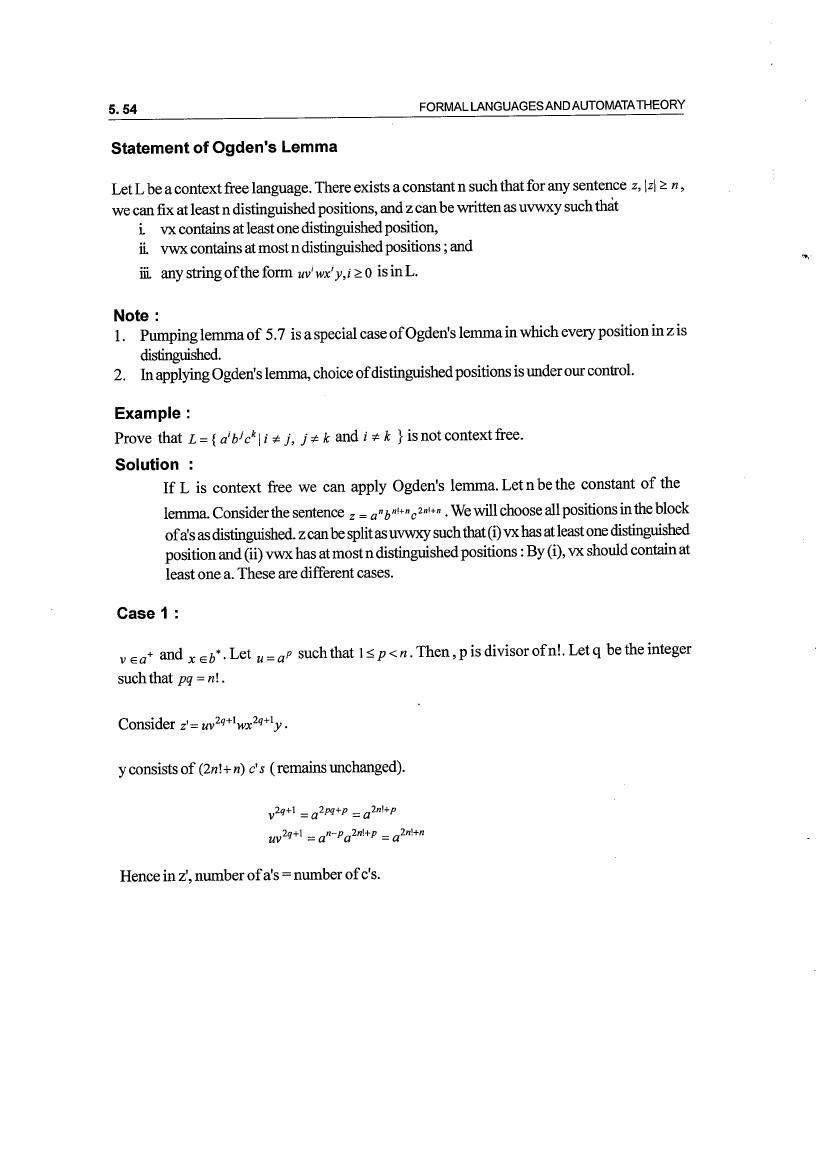 5. 54 FORMAL LANGUAGES AND AUTOMATA THEORY
Statement of Ogden's Lemma
Let L be a context free language. There exists a constant n such that for any sentence z, |z| ≥ n,
we can fix at least n distinguished positions, and z can be written as uvwxy such that
i. vx contains at least one distinguished position,
ii. vwx contains at most n distinguished positions ; and
iii. any string of the form uvⁱwxⁱy, i ≥ 0 is in L.
Note :
1. Pumping lemma of 5.7 is a special case of Ogden's lemma in which every position in z is
distinguished.
2. In applying Ogden's lemma, choice of distinguished positions is under our control.
Example :
Prove that L = { aⁱbʲcᵏ | i ≠ j, j ≠ k and i ≠ k } is not context free.
Solution :
If L is context free we can apply Ogden's lemma. Let n be the constant of the
lemma. Consider the sentence z = aⁿb^{n!+n}c^{2n!+n}. We will choose all positions in the block
of a's as distinguished. z can be split as uvwxy such that (i) vx has at least one distinguished
position and (ii) vwx has at most n distinguished positions : By (i), vx should contain at
least one a. These are different cases.
Case 1 :
v ∈ a⁺ and x ∈ b*. Let u = aᵖ such that 1 ≤ p < n. Then , p is divisor of n!. Let q be the integer
such that pq = n!.
Consider z' = uv^{2q+1}wx^{2q+1}y.
y consists of (2n!+n) c's (remains unchanged).
v^{2q+1} = a^{2pq+p} = a^{2n!+p}
uv^{2q+1} = a^{n-p}a^{2n!+p} = a^{2n!+n}
Hence in z', number of a's = number of c's.